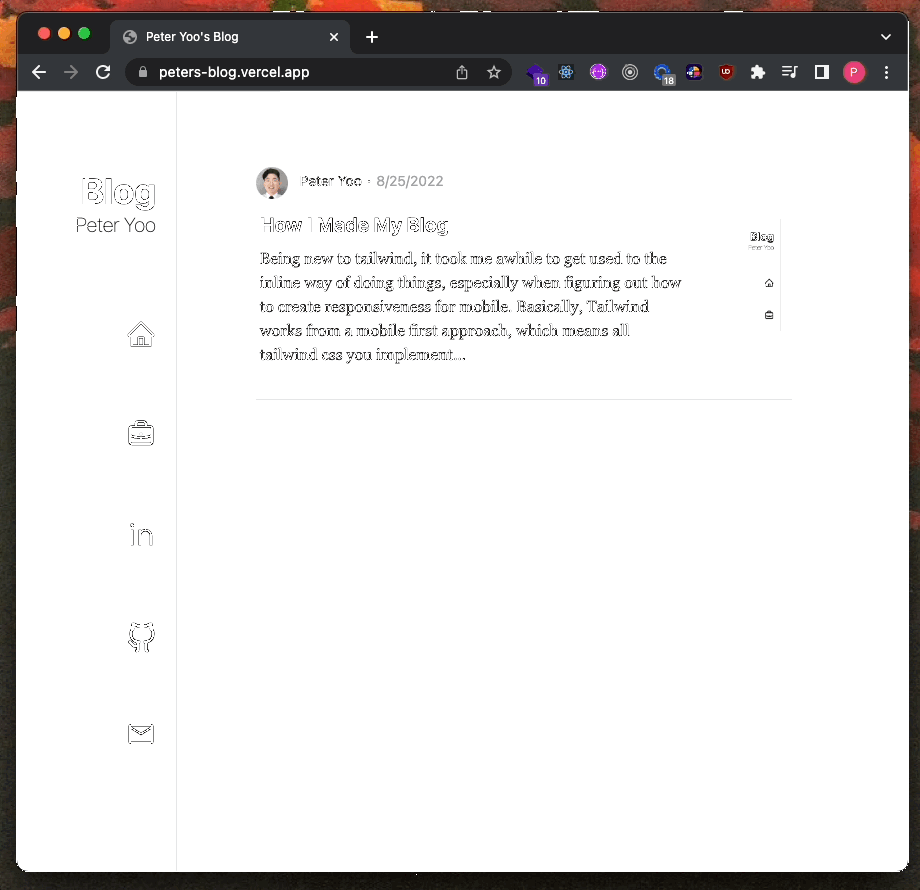 Peter Yoo's Blog
peters-blog.vercel.app
10
18
UD
P
Blog
Peter Yoo
in
Peter Yoo · 8/25/2022
How I Made My Blog
Being new to tailwind, it took me awhile to get used to the
inline way of doing things, especially when figuring out how
to create responsiveness for mobile. Basically, Tailwind
works from a mobile first approach, which means all
tailwind css you implement...
Blog
Peter Yoo